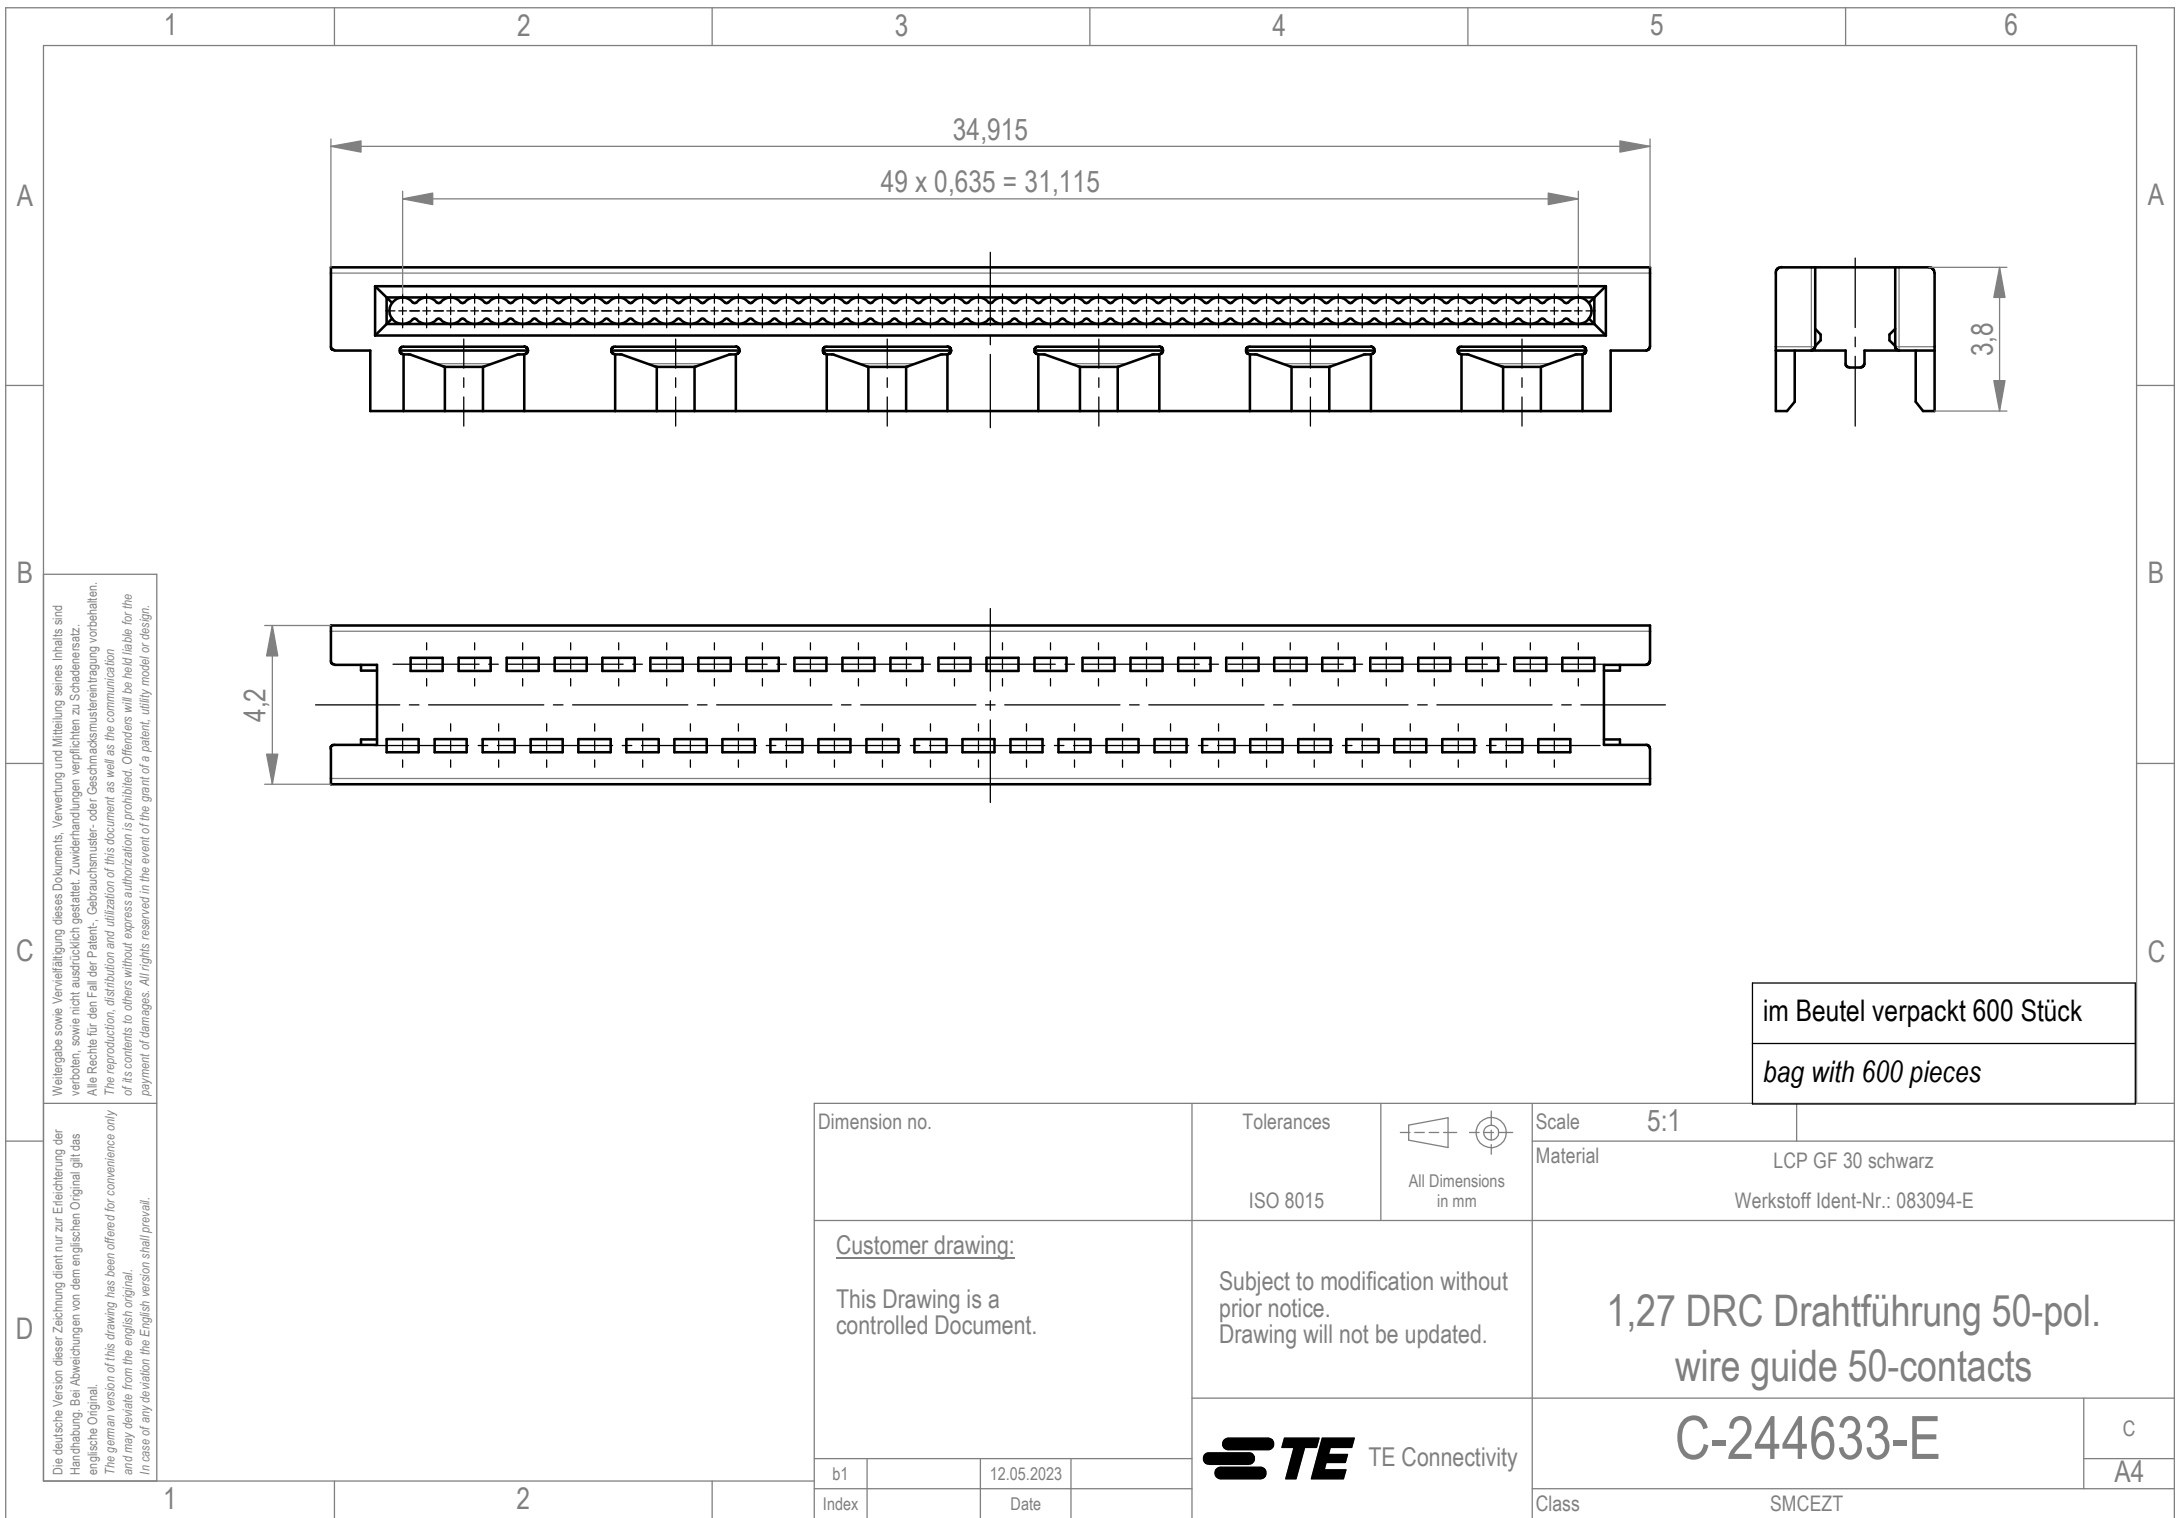 1 2 3 4 5 6
34,915
49 x 0,635 = 31,115
A A
3,8
B B
4,2
Weitergabe sowie Vervielfältigung dieses Dokuments, Verwertung und Mitteilung seines Inhalts sind
verboten, sowie nicht ausdrücklich gestattet. Zuwiderhandlungen verpflichten zu Schadenersatz.
Alle Rechte für den Fall der Patent-, Gebrauchsmuster- oder Geschmacksmustereintragung vorbehalten.
The reproduction, distribution and utilization of this document as well as the communication
of its contents to others without express authorization is prohibited. Offenders will be held liable for the
payment of damages. All rights reserved in the event of the grant of a patent, utility model or design.
C C
im Beutel verpackt 600 Stück
bag with 600 pieces
Die deutsche Version dieser Zeichnung dient nur zur Erleichterung der
Handhabung. Bei Abweichungen von dem englischen Original gilt das
englische Original.
The german version of this drawing has been offered for convenience only
and may deviate from the english original.
In case of any deviation the English version shall prevail.
D
Dimension no.
Tolerances
ISO 8015
All Dimensions
in mm
Scale 5:1
Material
LCP GF 30 schwarz
Werkstoff Ident-Nr.: 083094-E
Customer drawing:
This Drawing is a
controlled Document.
Subject to modification without
prior notice.
Drawing will not be updated.
1,27 DRC Drahtführung 50-pol.
wire guide 50-contacts
TE TE Connectivity
C-244633-E
C
A4
b1 12.05.2023
Index Date
Class SMCEZT
1 2